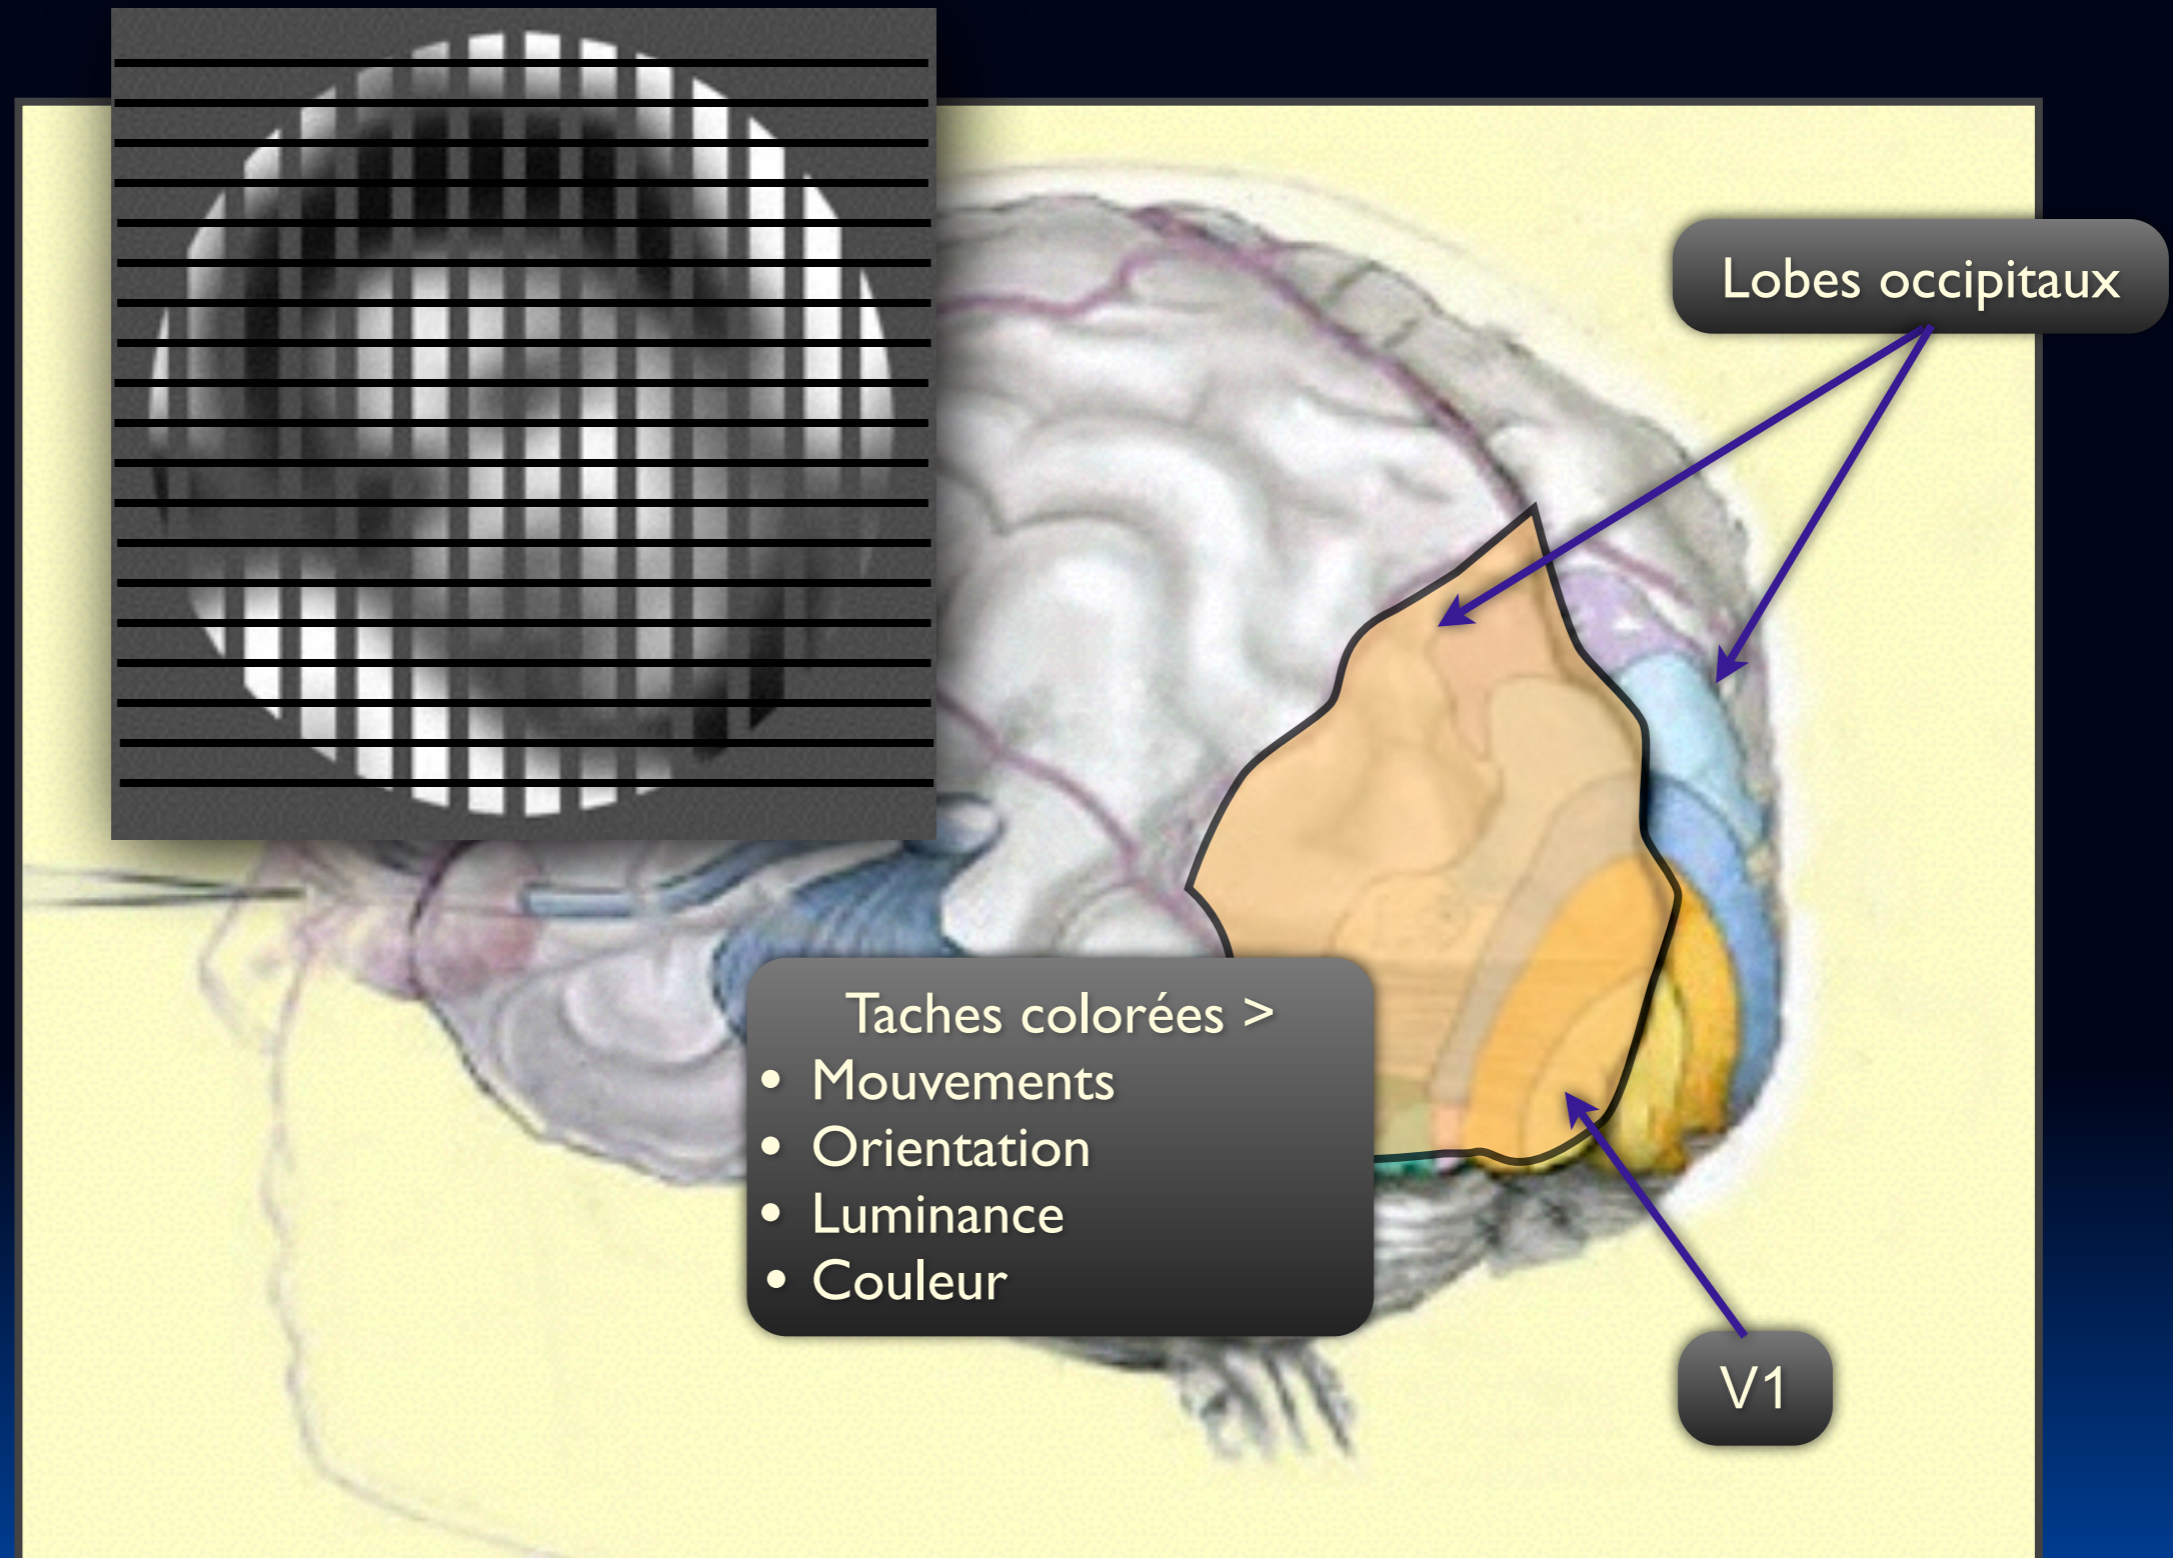 Lobes occipitaux
Taches colorées >
• Mouvements
• Orientation
• Luminance
• Couleur
V1